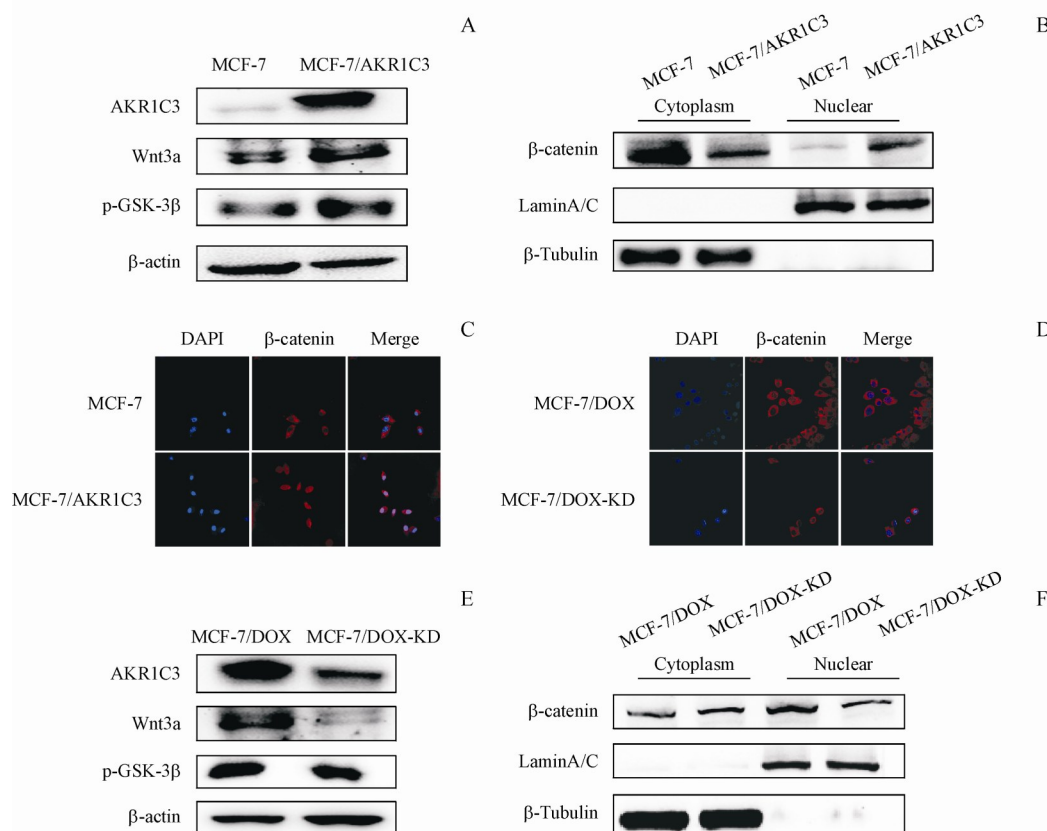 A
MCF-7 MCF-7/AKR1C3
AKR1C3
Wnt3a
p-GSK-3β
β-actin
B
MCF-7 MCF-7/AKR1C3 MCF-7 MCF-7/AKR1C3
Cytoplasm Nuclear
β-catenin
LaminA/C
β-Tubulin
C
DAPI β-catenin Merge
MCF-7
MCF-7/AKR1C3
D
DAPI β-catenin Merge
MCF-7/DOX
MCF-7/DOX-KD
E
MCF-7/DOX MCF-7/DOX-KD
AKR1C3
Wnt3a
p-GSK-3β
β-actin
F
MCF-7/DOX MCF-7/DOX-KD MCF-7/DOX MCF-7/DOX-KD
Cytoplasm Nuclear
β-catenin
LaminA/C
β-Tubulin